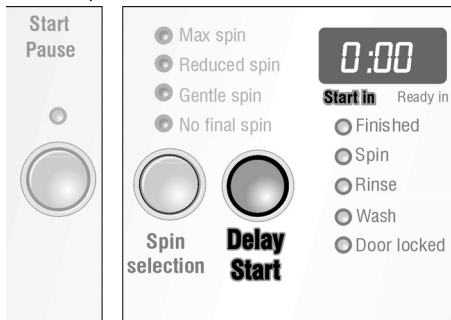 Start
Pause
Max spin
Reduced spin
Gentle spin
No final spin
Spin
selection
Delay
Start
0:00
Start in Ready in
Finished
Spin
Rinse
Wash
Door locked